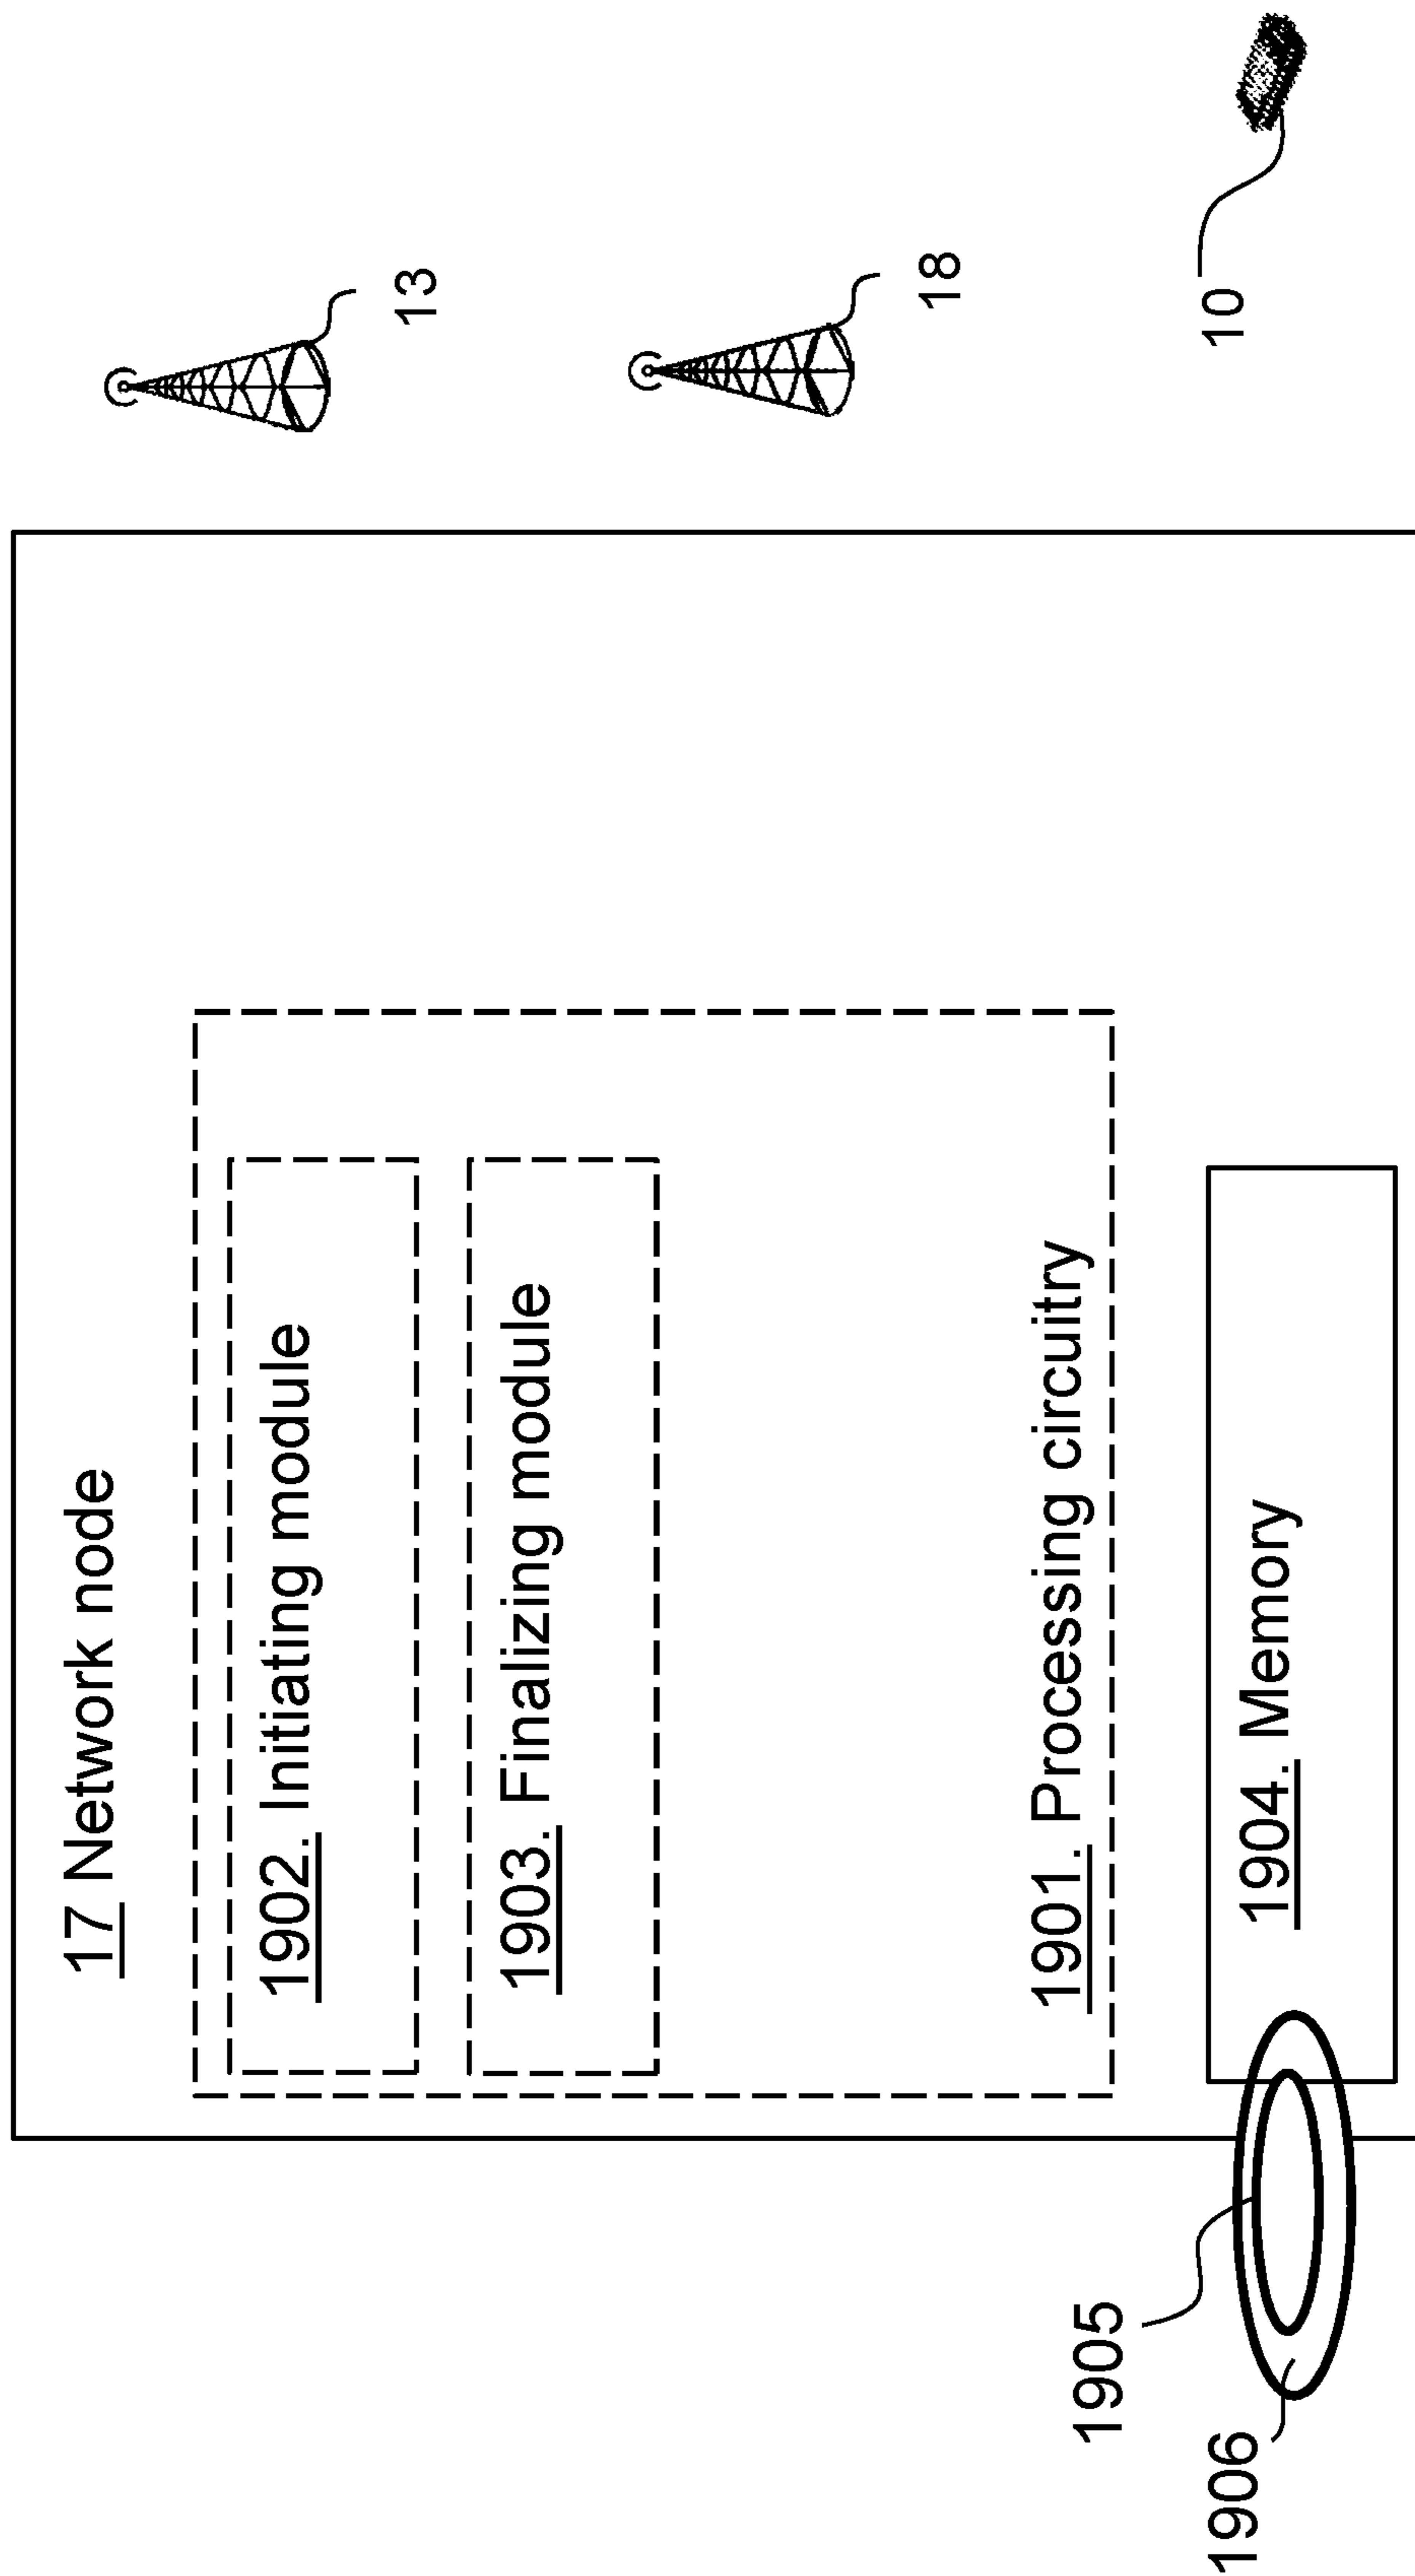 17 Network node
1902. Initiating module
1903. Finalizing module
1901. Processing circuitry
1904. Memory
1905
1906
13
18
10